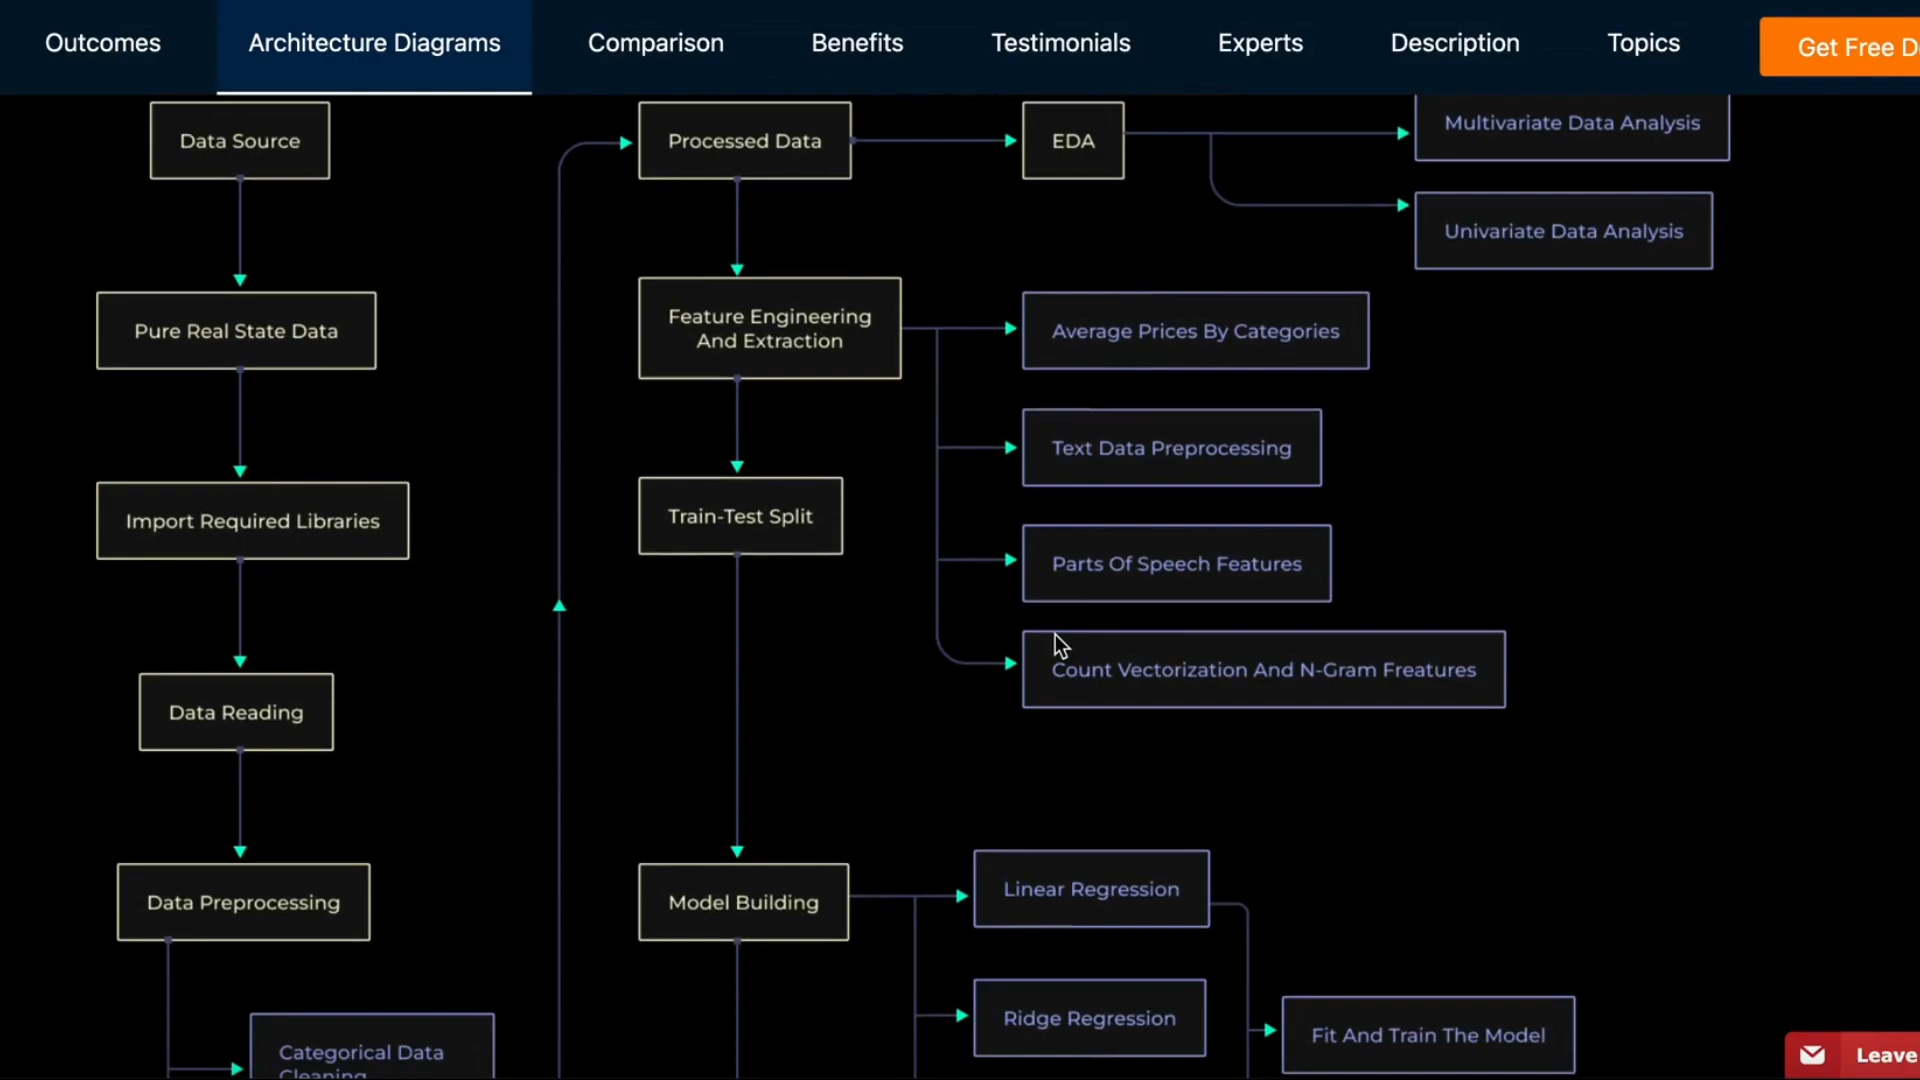 Outcomes
Architecture Diagrams
Comparison
Benefits
Testimonials
Experts
Description
Topics
Get Free D
Data Source
Processed Data
EDA
Multivariate Data Analysis
Univariate Data Analysis
Pure Real State Data
Feature Engineering
And Extraction
Average Prices By Categories
Text Data Preprocessing
Import Required Libraries
Train-Test Split
Parts Of Speech Features
Count Vectorization And N-Gram Freatures
Data Reading
Data Preprocessing
Model Building
Linear Regression
Ridge Regression
Fit And Train The Model
Categorical Data
Cleaning
Leave